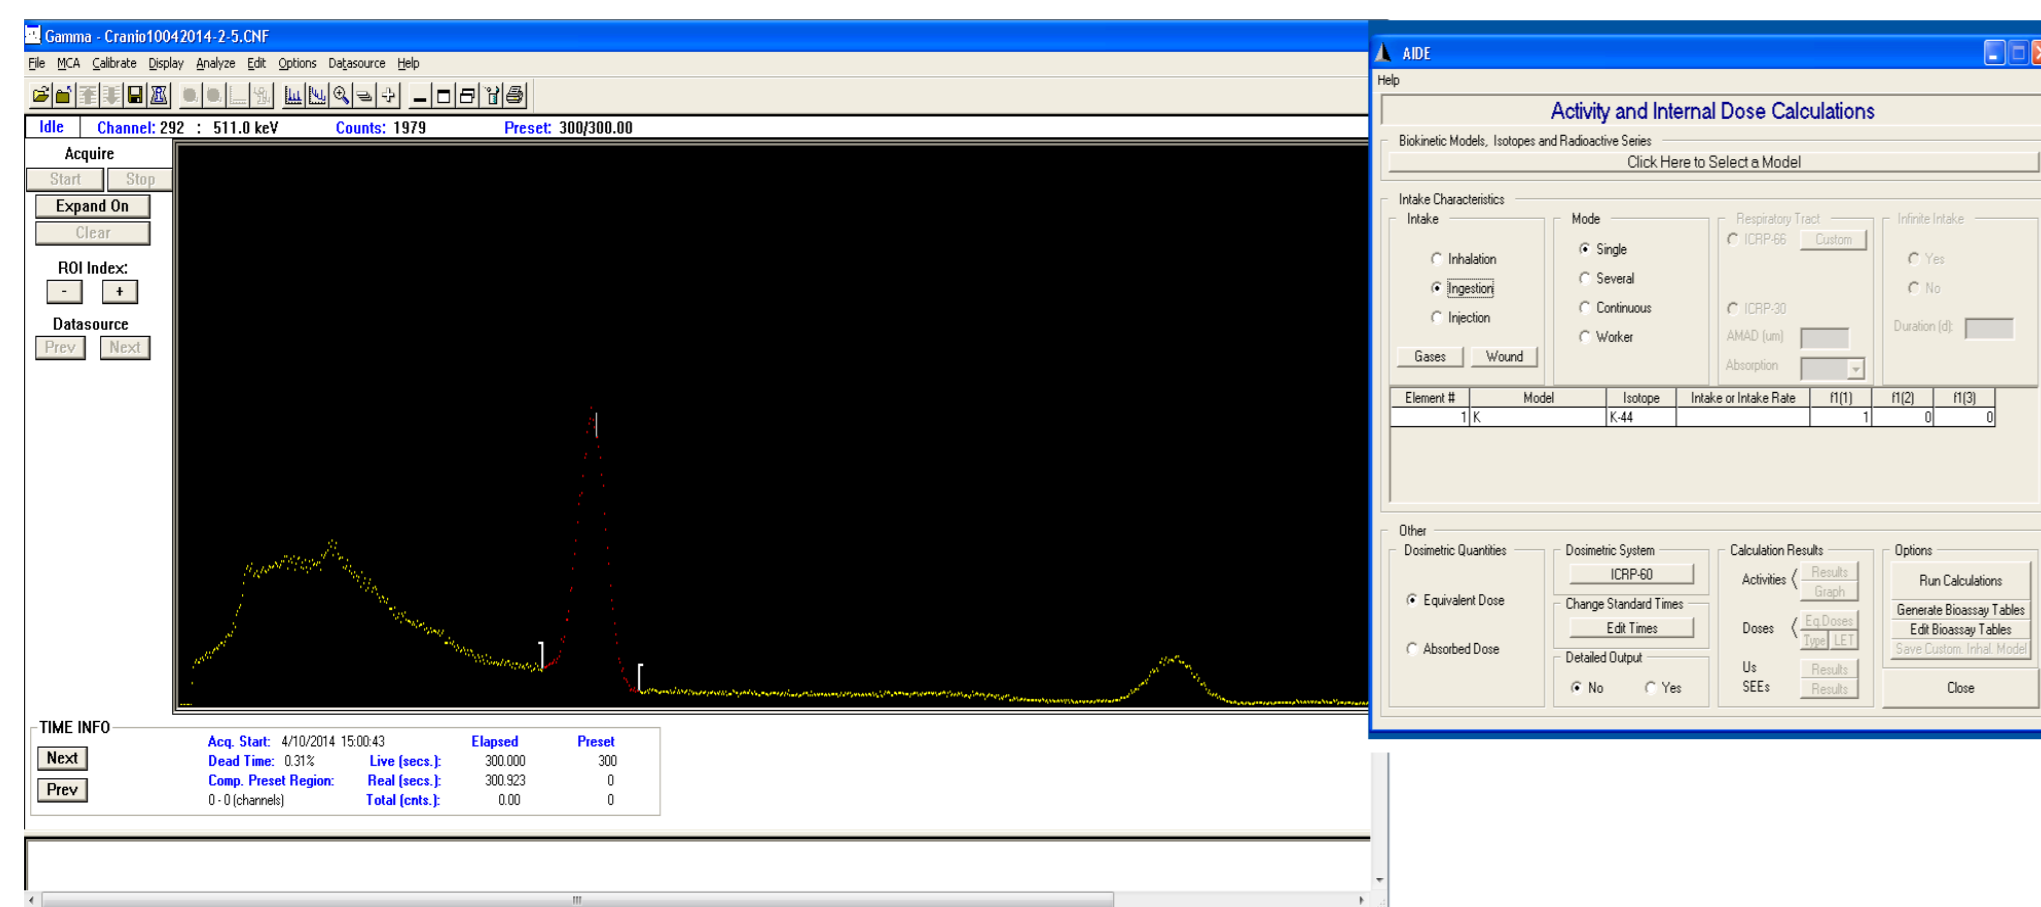 Gamma - Cranio10042014-2-5.CNF
File MCA Calibrate Display Analyze Edit Options Datasource Help
Idle Channel: 292 : 511.0 keV Counts: 1979 Preset: 300/300.00
Acquire
Start Stop
Expand On
Clear
ROI Index:
- +
Datasource
Prev Next
TIME INFO
Next
Prev
Acq. Start: 4/10/2014 15:00:43 Elapsed Preset
Dead Time: 0.31% Live (secs.): 300.000 300
Comp. Preset Region: Real (secs.): 300.923 0
0 - 0 (channels) Total (cnts.): 0.00 0
AIDE
Help
Activity and Internal Dose Calculations
Biokinetic Models, Isotopes and Radioactive Series
Click Here to Select a Model
Intake Characteristics
Intake
Inhalation
Ingestion
Injection
Gases Wound
Mode
Single
Several
Continuous
Worker
Respiratory Tract
ICRP-66 Custom
ICRP-30
AMAD (um)
Absorption
Infinite Intake
Yes
No
Duration (d):
Element # Model Isotope Intake or Intake Rate f1(1) f1(2) f1(3)
1 K K-44 1 0 0
Other
Dosimetric Quantities
Equivalent Dose
Absorbed Dose
Dosimetric System
ICRP-60
Change Standard Times
Edit Times
Detailed Output
No Yes
Calculation Results
Activities Results
Graph
Doses Eq.Doses
Type LET
Us Results
SEEs Results
Options
Run Calculations
Generate Bioassay Tables
Edit Bioassay Tables
Save Custom. Inhal. Model
Close